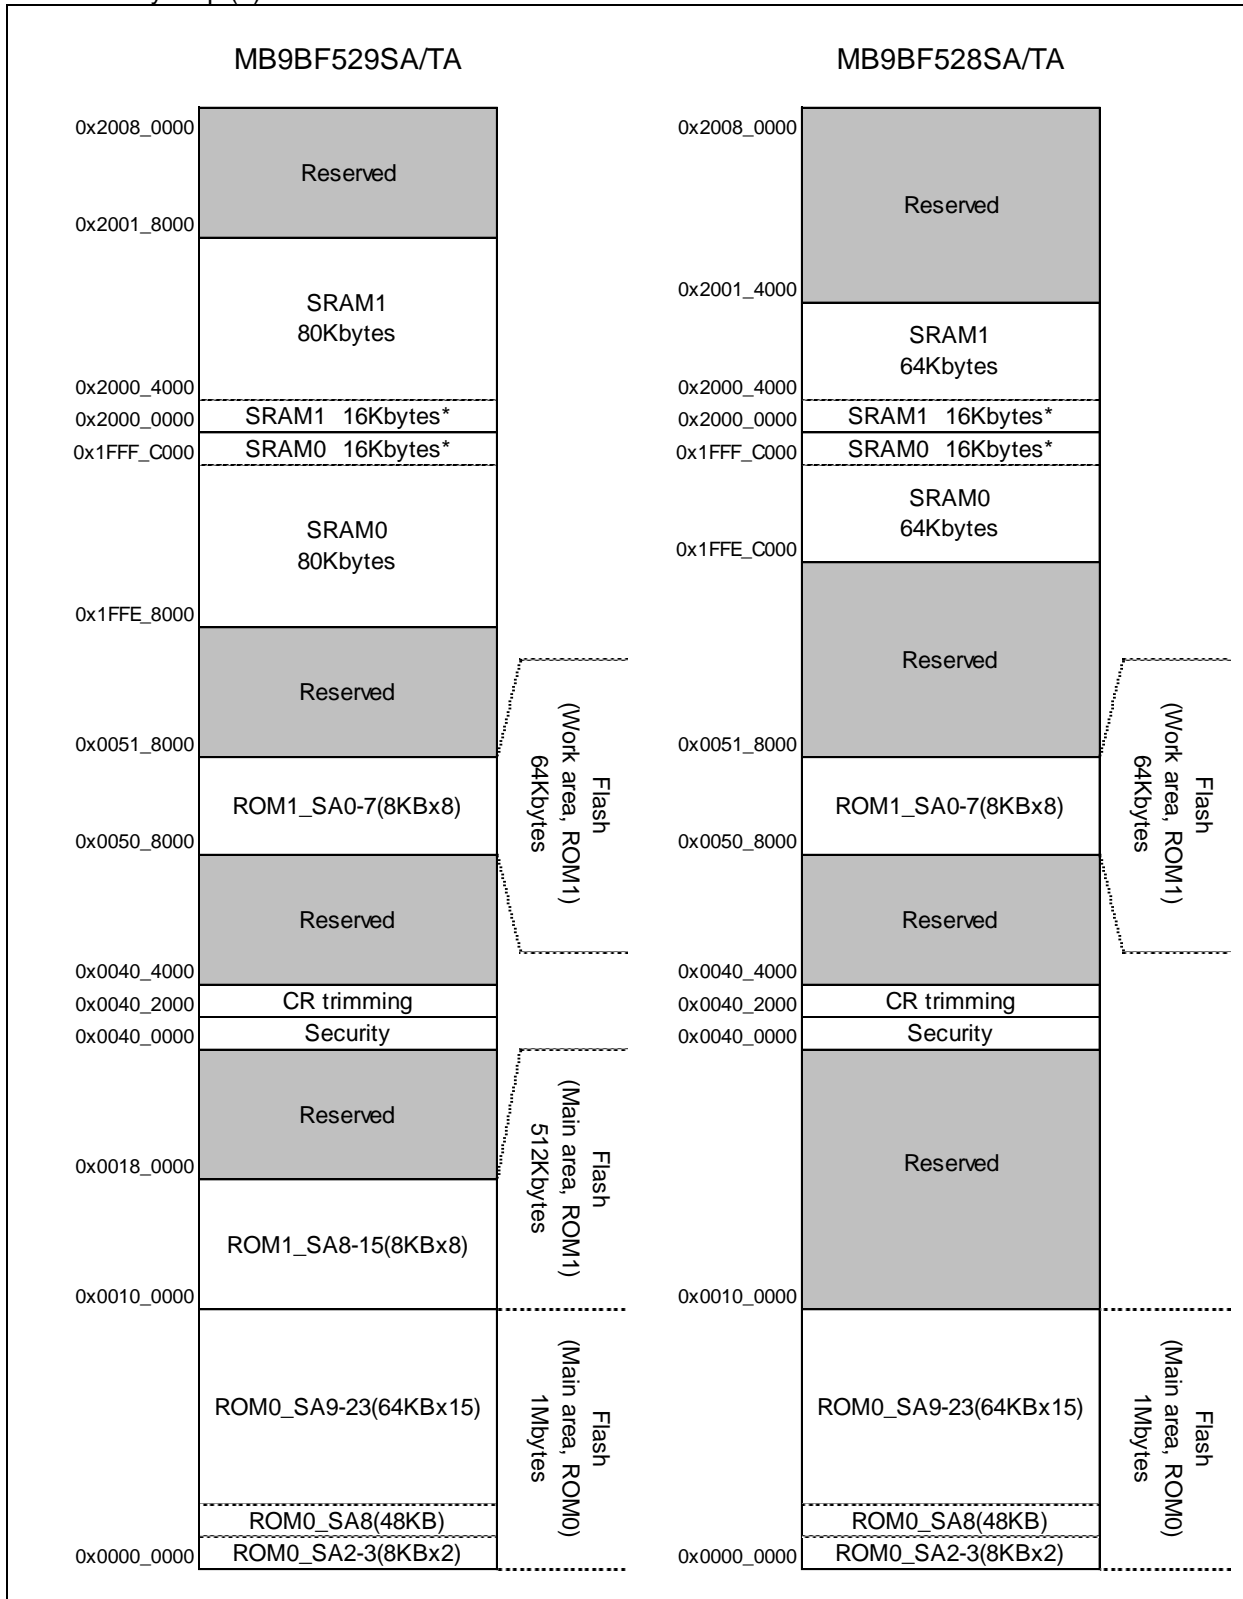 MB9BF529SA/TA
0x2008_0000
Reserved
0x2001_8000
SRAM1
80Kbytes
0x2000_4000
SRAM1 16Kbytes*
0x2000_0000
SRAM0 16Kbytes*
0x1FFF_C000
SRAM0
80Kbytes
0x1FFE_8000
Reserved
0x0051_8000
ROM1_SA0-7(8KBx8)
0x0050_8000
Flash
(Work area, ROM1)
64Kbytes
Reserved
0x0040_4000
CR trimming
0x0040_2000
Security
0x0040_0000
Reserved
0x0018_0000
Flash
(Main area, ROM1)
512Kbytes
ROM1_SA8-15(8KBx8)
0x0010_0000
ROM0_SA9-23(64KBx15)
Flash
(Main area, ROM0)
1Mbytes
ROM0_SA8(48KB)
ROM0_SA2-3(8KBx2)
0x0000_0000
MB9BF528SA/TA
0x2008_0000
Reserved
0x2001_4000
SRAM1
64Kbytes
0x2000_4000
SRAM1 16Kbytes*
0x2000_0000
SRAM0 16Kbytes*
0x1FFF_C000
SRAM0
64Kbytes
0x1FFE_C000
Reserved
0x0051_8000
ROM1_SA0-7(8KBx8)
0x0050_8000
Flash
(Work area, ROM1)
64Kbytes
Reserved
0x0040_4000
CR trimming
0x0040_2000
Security
0x0040_0000
Reserved
0x0010_0000
ROM0_SA9-23(64KBx15)
Flash
(Main area, ROM0)
1Mbytes
ROM0_SA8(48KB)
ROM0_SA2-3(8KBx2)
0x0000_0000